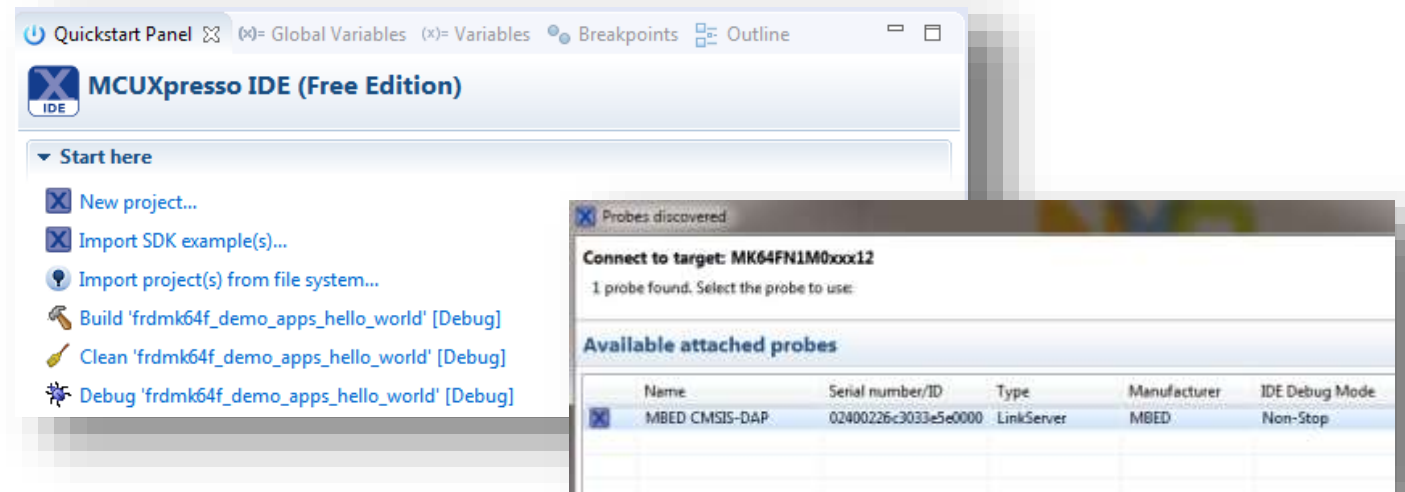 Quickstart Panel (x)= Global Variables (x)= Variables Breakpoints Outline
IDE
MCUXpresso IDE (Free Edition)
Start here
New project...
Import SDK example(s)...
Import project(s) from file system...
Build 'frdmk64f_demo_apps_hello_world' [Debug]
Clean 'frdmk64f_demo_apps_hello_world' [Debug]
Debug 'frdmk64f_demo_apps_hello_world' [Debug]
Probes discovered
Connect to target: MK64FN1M0xxx12
1 probe found. Select the probe to use:
Available attached probes
Name Serial number/ID Type Manufacturer IDE Debug Mode
MBED CMSIS-DAP 02400226c3033e5e0000 LinkServer MBED Non-Stop